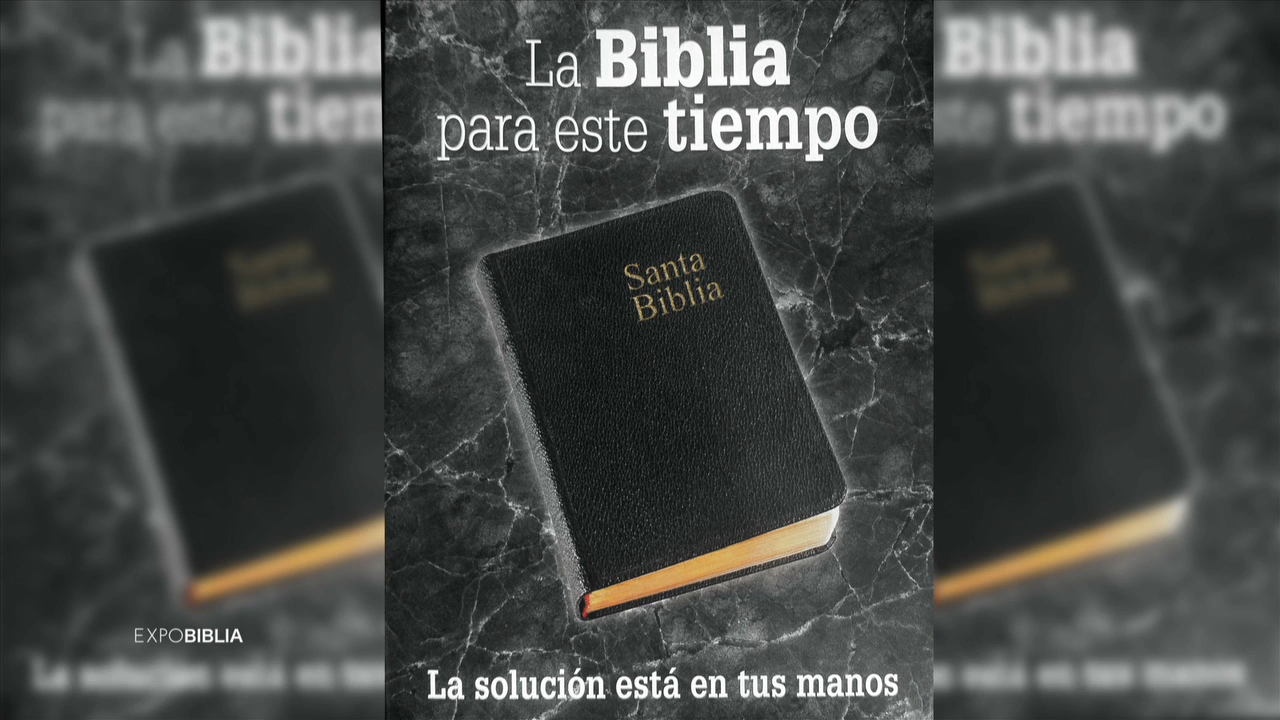 La Biblia
para este tiempo
Santa
Biblia
EXPOBIBLIA
La solución está en tus manos